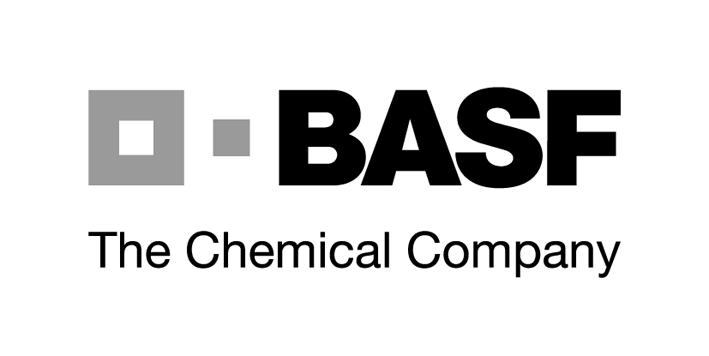 BASF
The Chemical Company